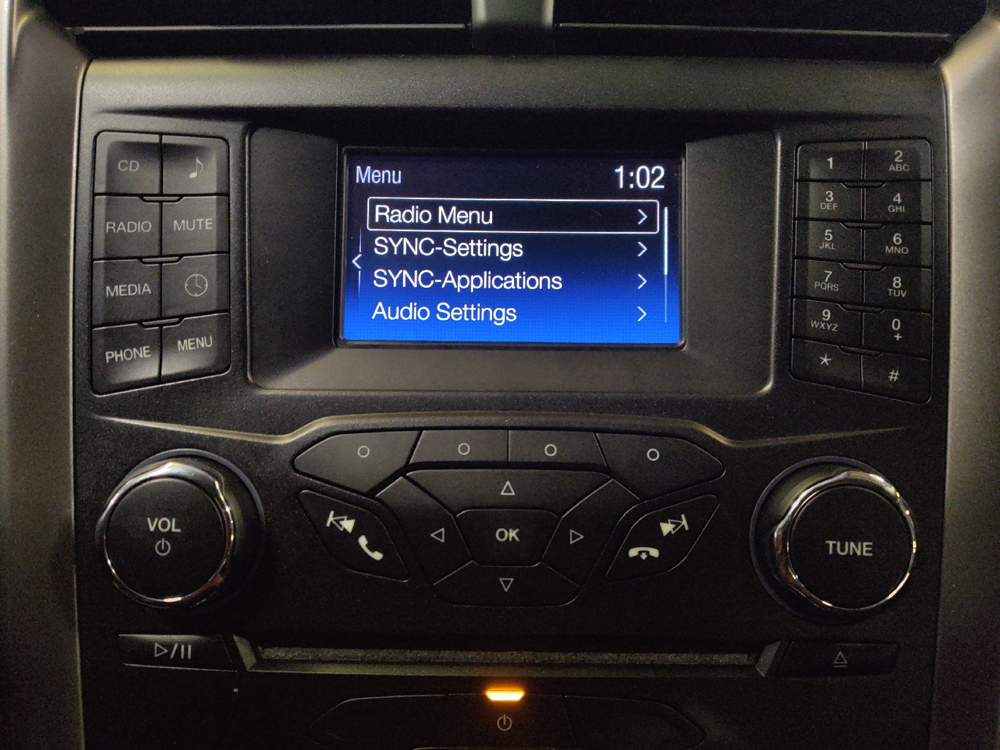 Menu 1:02
Radio Menu
SYNC-Settings
SYNC-Applications
Audio Settings
CD
RADIO MUTE
MEDIA
PHONE MENU
1 2 ABC
3 DEF 4 GHI
5 JKL 6 MNO
7 PQRS 8 TUV
9 WXYZ 0 +
* #
VOL
OK
TUNE